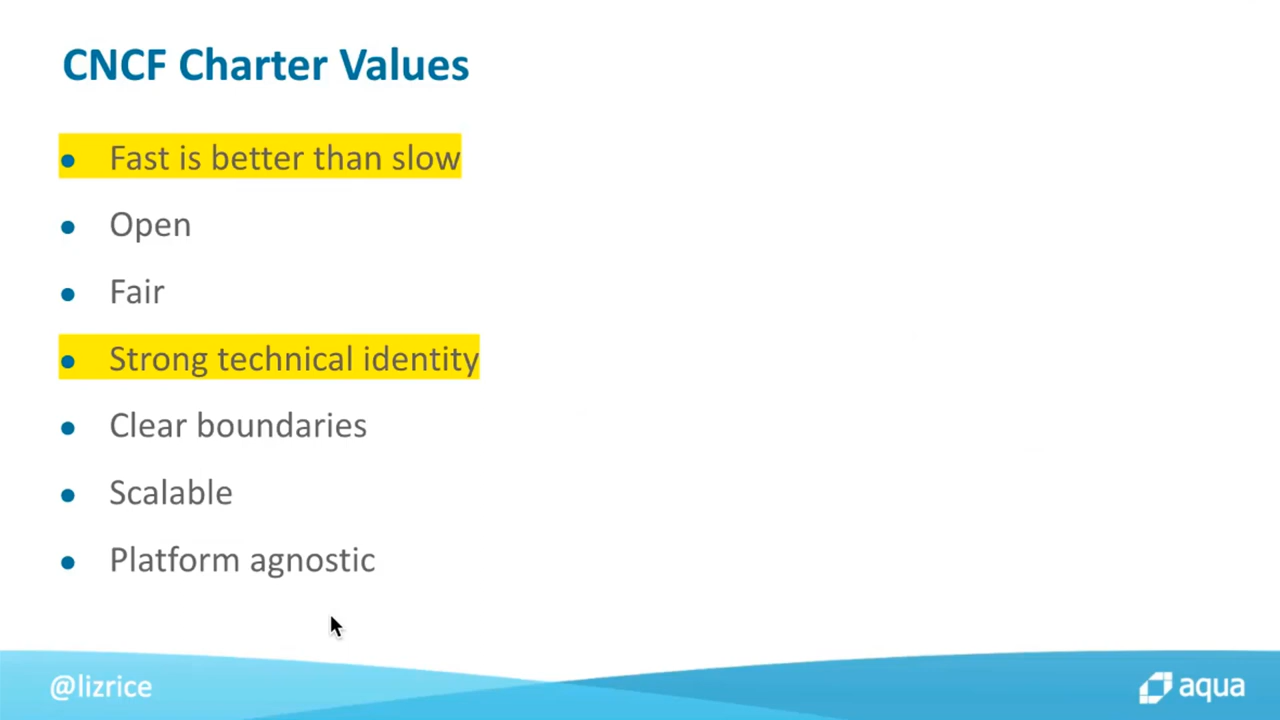 CNCF Charter Values
● Fast is better than slow
● Open
● Fair
● Strong technical identity
● Clear boundaries
● Scalable
● Platform agnostic
@lizrice
aqua